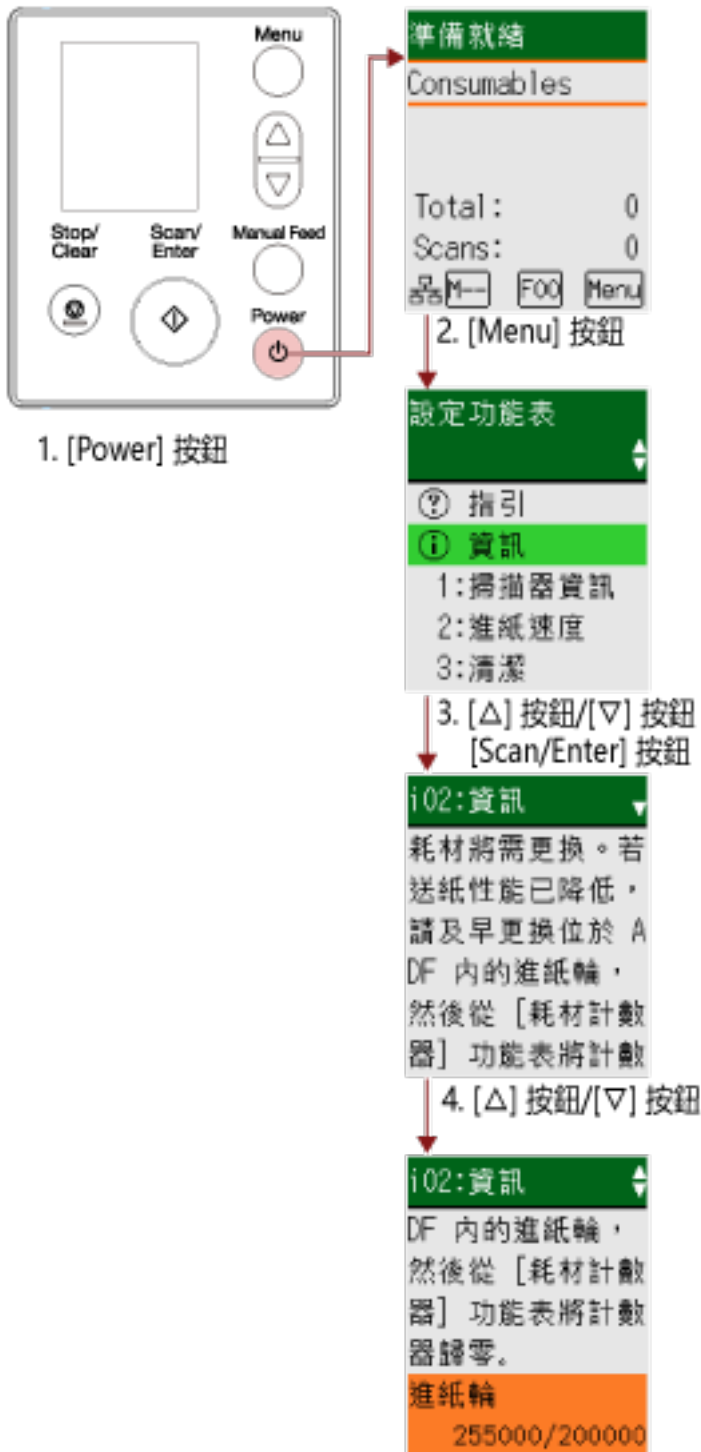 Menu
Stop/
Clear
Scan/
Enter
Manual Feed
Power
1. [Power] 按鈕
準備就緒
Consumables
Total: 0
Scans: 0
M-- F00 Menu
2. [Menu] 按鈕
設定功能表
指引
資訊
1:掃描器資訊
2:進紙速度
3:清潔
3. [△] 按鈕/[▽] 按鈕
[Scan/Enter] 按鈕
i02:資訊
耗材將需更換。若
送紙性能已降低，
請及早更換位於 A
DF 內的進紙輪，
然後從 [耗材計數
器] 功能表將計數
4. [△] 按鈕/[▽] 按鈕
i02:資訊
DF 內的進紙輪，
然後從 [耗材計數
器] 功能表將計數
器歸零。
進紙輪
255000/200000